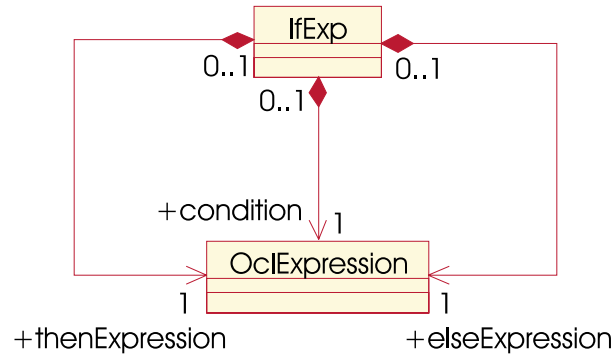 IfExp
0..1
0..1
0..1
+condition
1
OclExpression
1
1
+thenExpression
+elseExpression